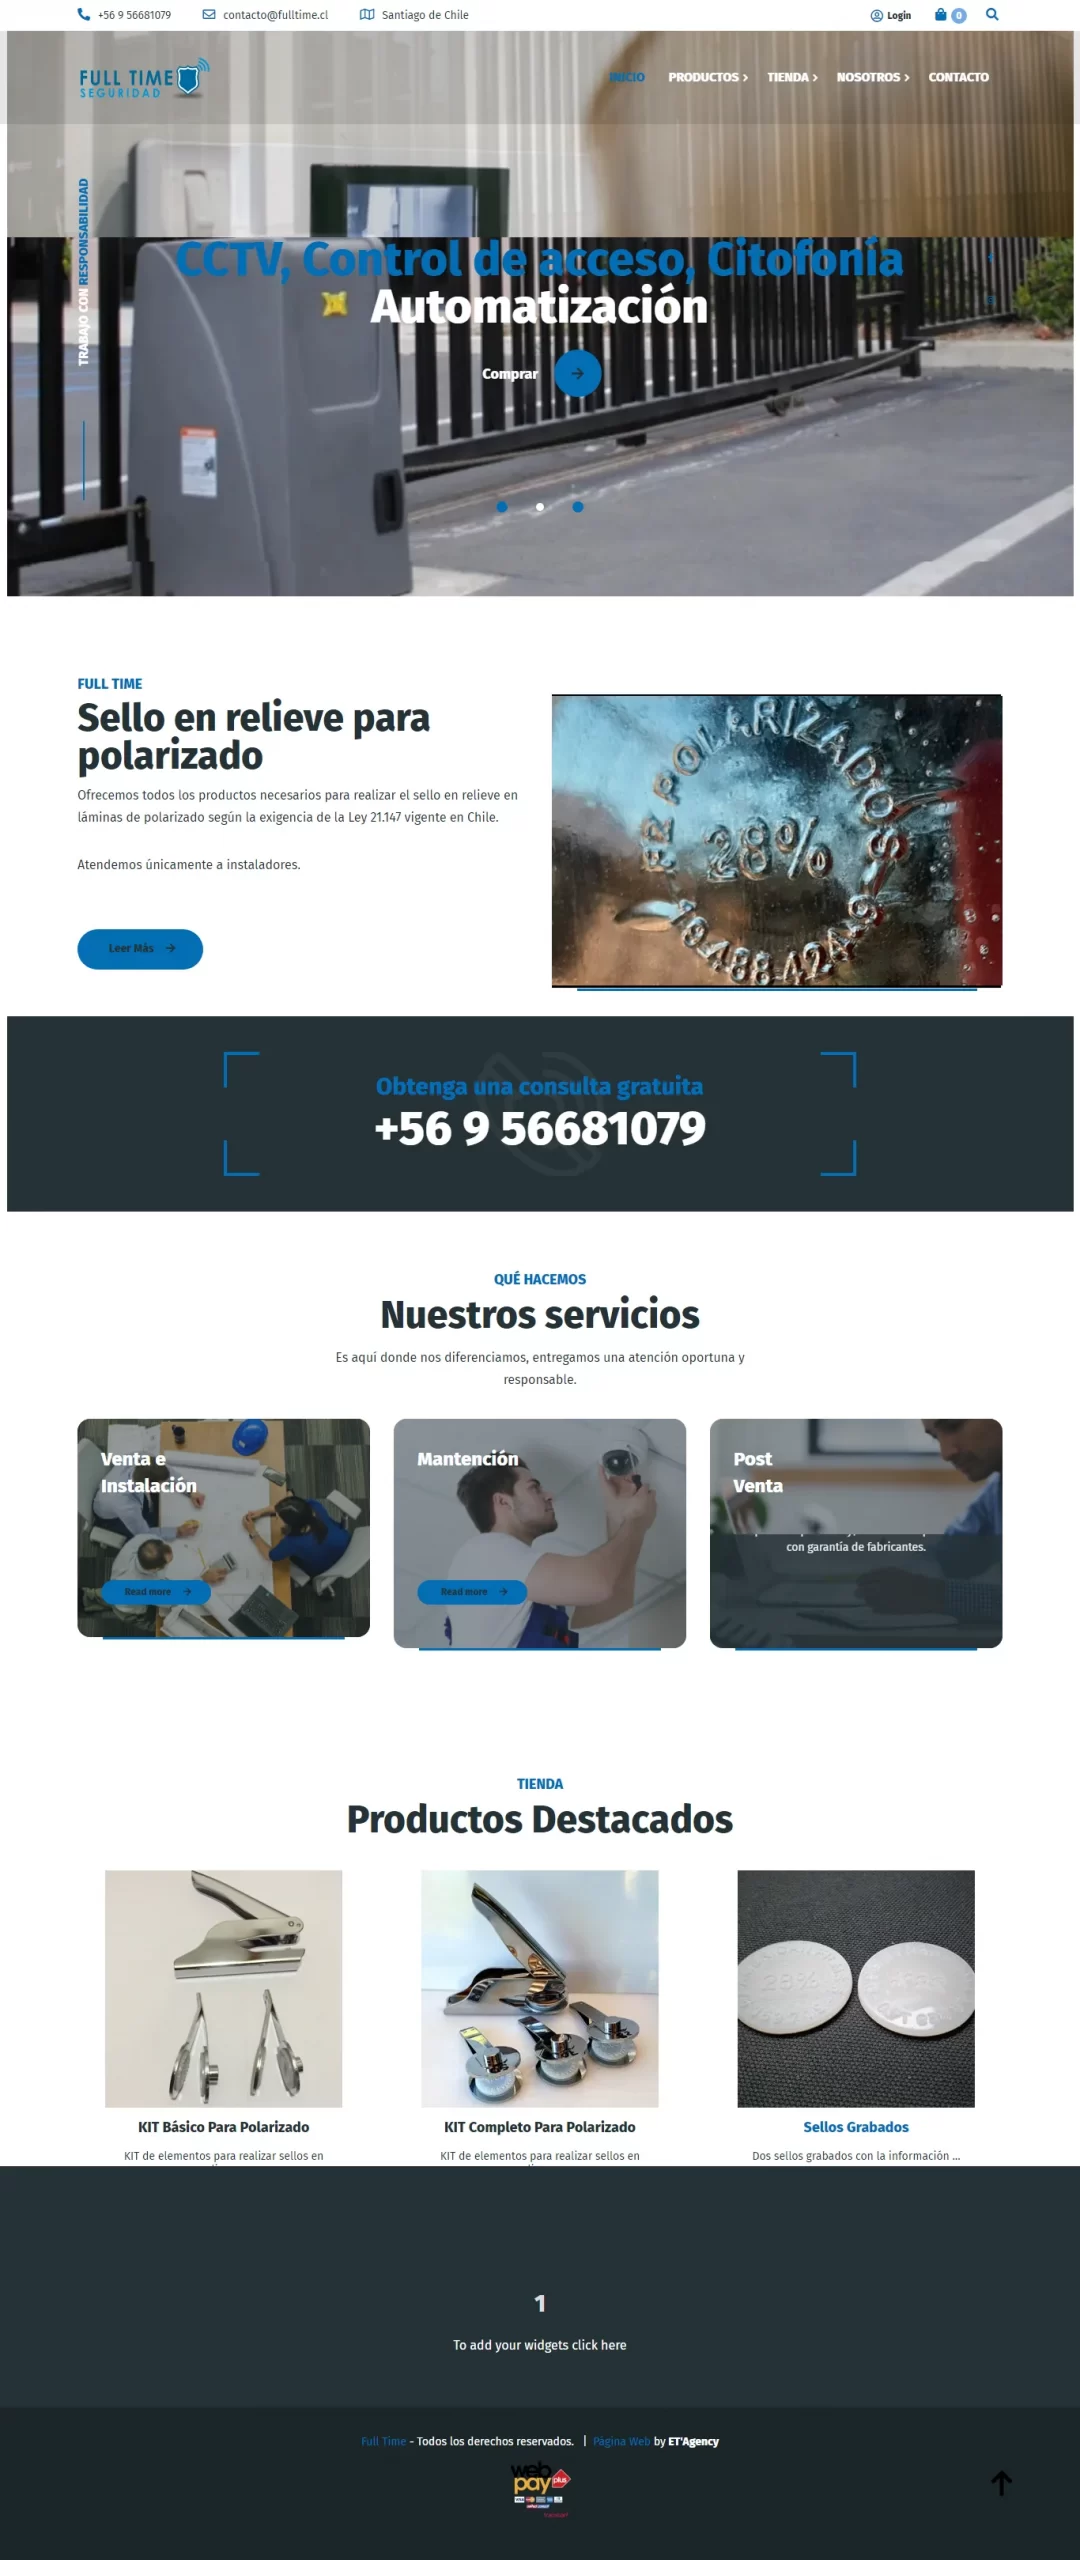 +56 9 56681079
contacto@fulltime.cl
Santiago de Chile
Login
0
FULL TIME
SEGURIDAD
INICIO
PRODUCTOS
TIENDA
NOSOTROS
CONTACTO
TRABAJO CON RESPONSABILIDAD
CCTV, Control de acceso, Citofonía
Automatización
Comprar
FULL TIME
Sello en relieve para
polarizado
Ofrecemos todos los productos necesarios para realizar el sello en relieve en
láminas de polarizado según la exigencia de la Ley 21.147 vigente en Chile.
Atendemos únicamente a instaladores.
Leer Más
POLARIZADOS
28%
Obtenga una consulta gratuita
+56 9 56681079
QUÉ HACEMOS
Nuestros servicios
Es aquí donde nos diferenciamos, entregamos una atención oportuna y
responsable.
Venta e
Instalación
Read more
Mantención
Read more
Post
Venta
con garantía de fabricantes.
TIENDA
Productos Destacados
28%
KIT Básico Para Polarizado
KIT de elementos para realizar sellos en
KIT Completo Para Polarizado
KIT de elementos para realizar sellos en
Sellos Grabados
Dos sellos grabados con la información ...
1
To add your widgets click here
Full Time - Todos los derechos reservados. | Página Web by ET'Agency
web
pay plus